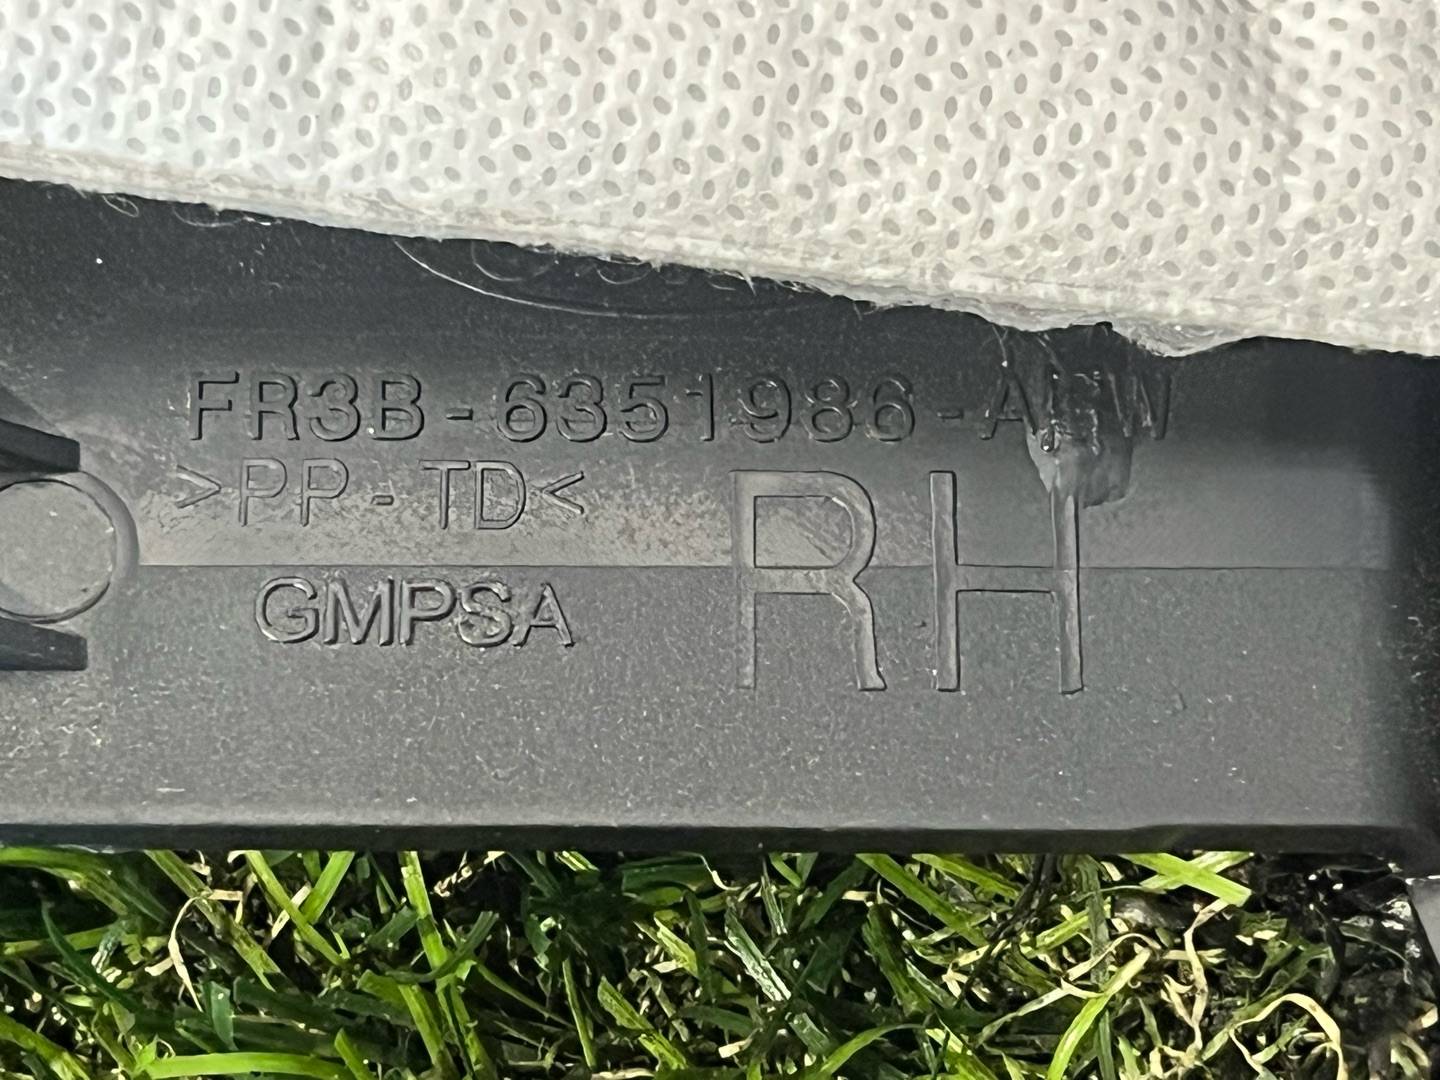 FR3B-6351986-A
>PP-TD<
RH
GMPSA